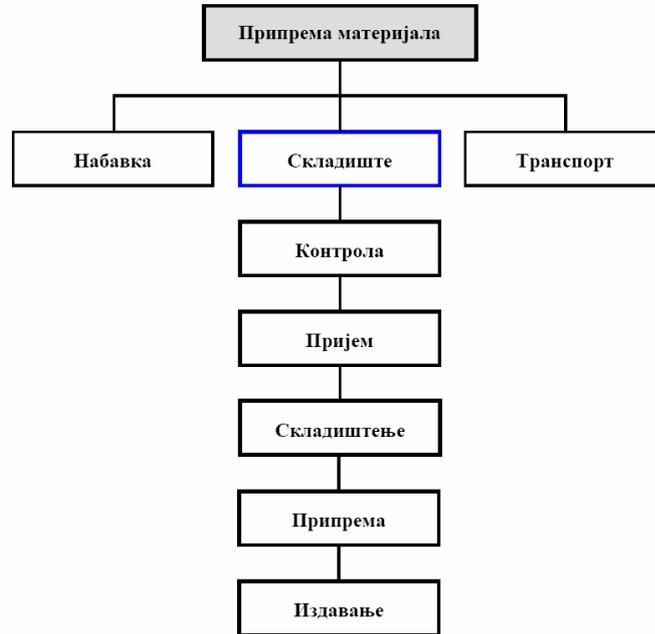 Припрема материјала
Набавка
Складиште
Транспорт
Контрола
Пријем
Складиштење
Припрема
Издавање